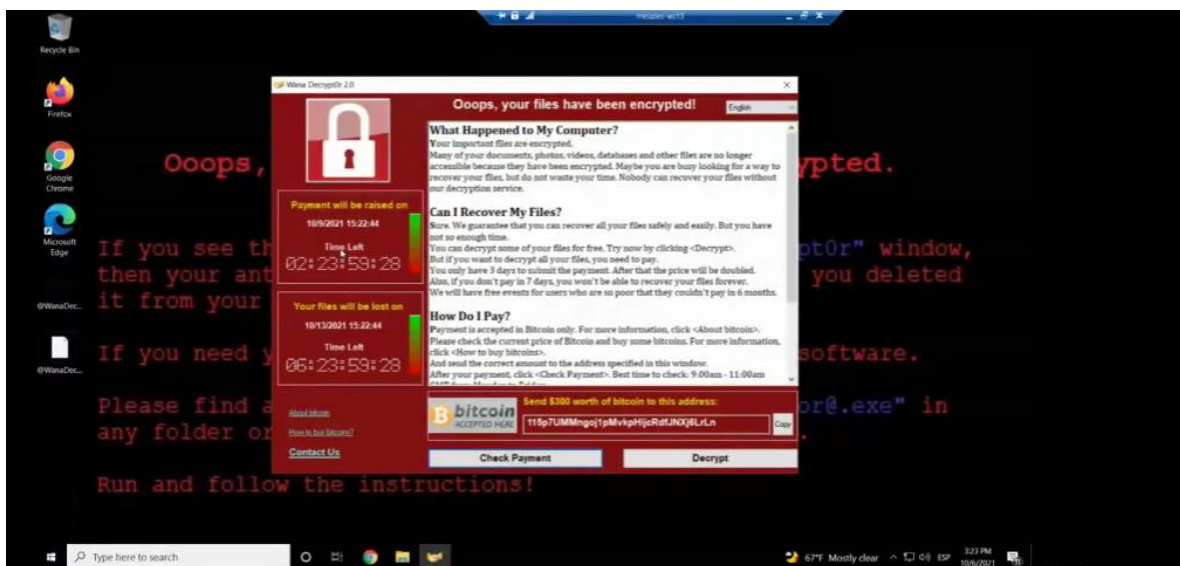 mesales-ws13
Recycle Bin
Firefox
Google
Chrome
Microsoft
Edge
@WanaDec...
@WanaDec...
Ooops,
ypted.
If you see th
pt0r" window,
then your ant
you deleted
it from your
If you need y
software.
Please find a
or@.exe" in
any folder or
.
Run and follow the instructions!
Wana Decrypt0r 2.0
Ooops, your files have been encrypted!
English
Payment will be raised on
10/9/2021 15:22:44
Time Left
02:23:59:28
Your files will be lost on
10/13/2021 15:22:44
Time Left
06:23:59:28
About bitcoin
How to buy bitcoins?
Contact Us
What Happened to My Computer?
Your important files are encrypted.
Many of your documents, photos, videos, databases and other files are no longer
accessible because they have been encrypted. Maybe you are busy looking for a way to
recover your files, but do not waste your time. Nobody can recover your files without
our decryption service.
Can I Recover My Files?
Sure. We guarantee that you can recover all your files safely and easily. But you have
not so enough time.
You can decrypt some of your files for free. Try now by clicking <Decrypt>.
But if you want to decrypt all your files, you need to pay.
You only have 3 days to submit the payment. After that the price will be doubled.
Also, if you don't pay in 7 days, you won't be able to recover your files forever.
We will have free events for users who are so poor that they couldn't pay in 6 months.
How Do I Pay?
Payment is accepted in Bitcoin only. For more information, click <About bitcoin>.
Please check the current price of Bitcoin and buy some bitcoins. For more information,
click <How to buy bitcoins>.
And send the correct amount to the address specified in this window.
After your payment, click <Check Payment>. Best time to check: 9:00am - 11:00am
GMT from Monday to Friday.
bitcoin
ACCEPTED HERE
Send $300 worth of bitcoin to this address:
115p7UMMngoj1pMvkpHijcRdfJNXj6LrLn
Copy
Check Payment
Decrypt
Type here to search
67°F Mostly clear
ESP
3:23 PM
10/6/2021